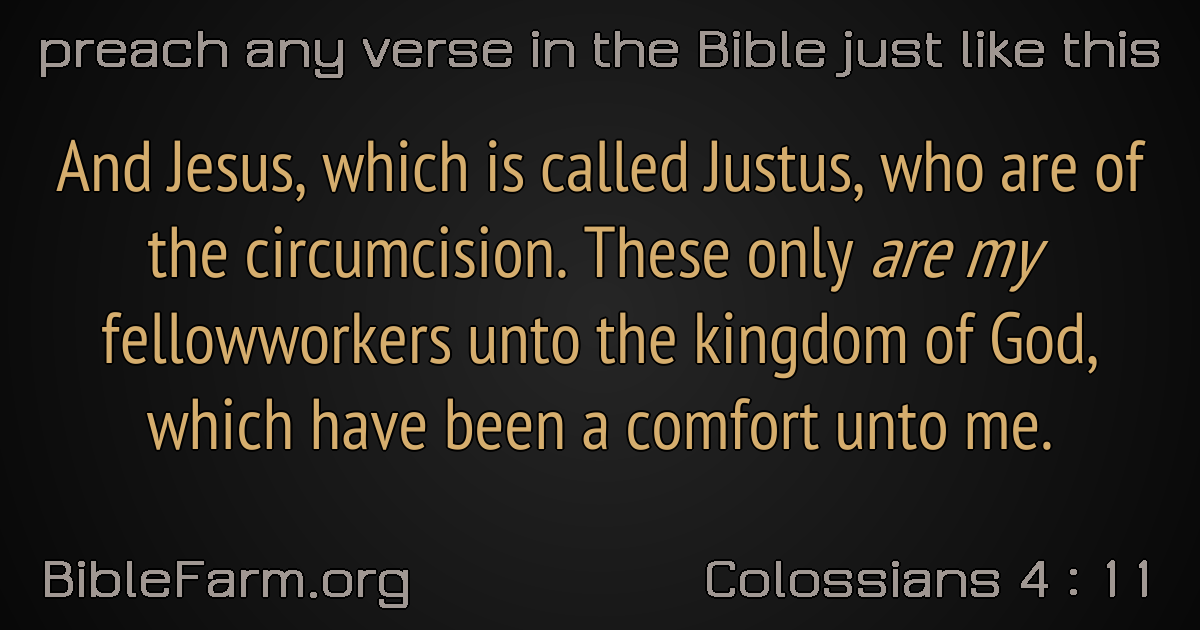 preach any verse in the Bible just like this
And Jesus, which is called Justus, who are of
the circumcision. These only are my
fellowworkers unto the kingdom of God,
which have been a comfort unto me.
BibleFarm.org
Colossians 4 : 11